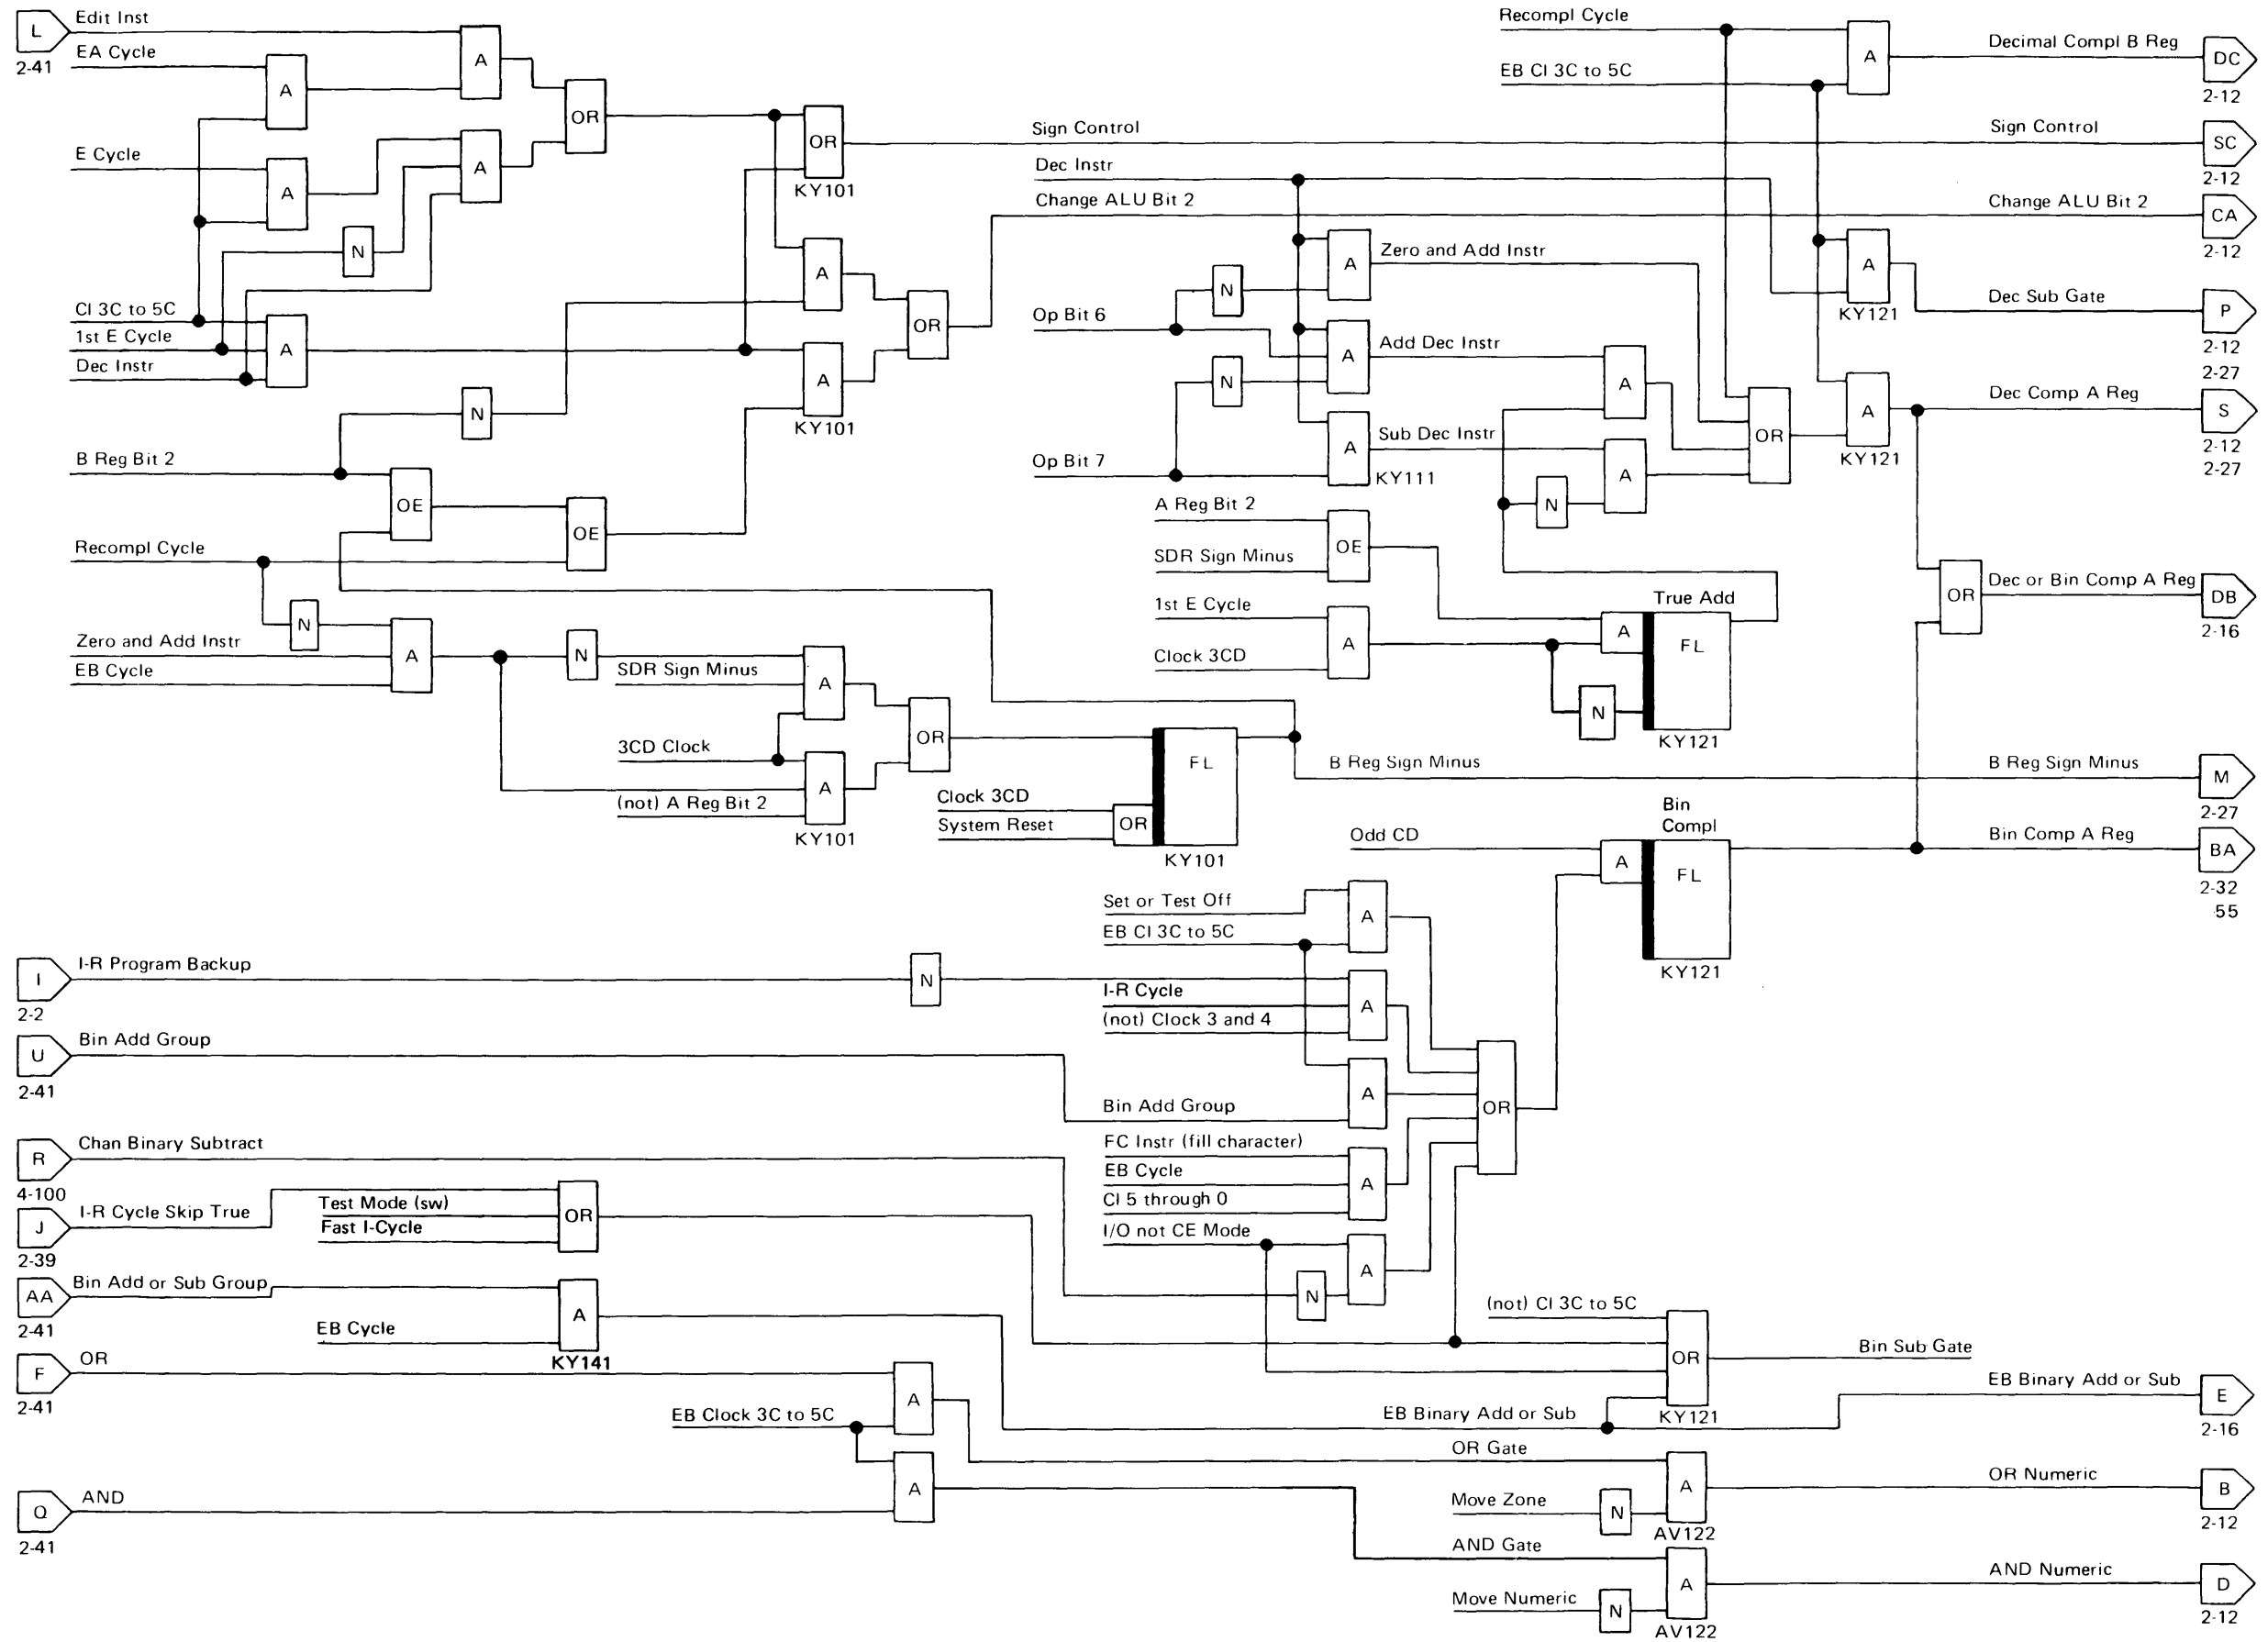 L
Edit Inst
2-41
EA Cycle
A
A
OR
E Cycle
A
A
N
CI 3C to 5C
1st E Cycle
Dec Instr
A
OR
KY101
Sign Control
A
OR
Change ALU Bit 2
A
KY101
N
B Reg Bit 2
OE
OE
Recompl Cycle
N
Zero and Add Instr
EB Cycle
A
N
SDR Sign Minus
A
3CD Clock
(not) A Reg Bit 2
A
KY101
OR
Clock 3CD
System Reset
OR
FL
KY101
B Reg Sign Minus
Recompl Cycle
EB CI 3C to 5C
A
Decimal Compl B Reg
DC
2-12
Sign Control
SC
2-12
Dec Instr
Change ALU Bit 2
CA
2-12
Op Bit 6
N
A
Zero and Add Instr
N
A
Add Dec Instr
Op Bit 7
A
Sub Dec Instr
KY111
A
N
A
OR
A
KY121
Dec Sub Gate
P
2-12
2-27
A
KY121
Dec Comp A Reg
S
2-12
2-27
A Reg Bit 2
SDR Sign Minus
OE
1st E Cycle
Clock 3CD
A
N
True Add
A
FL
KY121
OR
Dec or Bin Comp A Reg
DB
2-16
B Reg Sign Minus
M
2-27
Odd CD
Bin
Compl
A
FL
KY121
Bin Comp A Reg
BA
2-32
55
Set or Test Off
EB CI 3C to 5C
A
I
I-R Program Backup
2-2
N
I-R Cycle
(not) Clock 3 and 4
A
U
Bin Add Group
2-41
Bin Add Group
A
OR
R
Chan Binary Subtract
4-100
FC Instr (fill character)
EB Cycle
CI 5 through 0
A
J
I-R Cycle Skip True
2-39
Test Mode (sw)
Fast I-Cycle
OR
I/O not CE Mode
N
A
AA
Bin Add or Sub Group
2-41
EB Cycle
A
KY141
(not) CI 3C to 5C
OR
KY121
Bin Sub Gate
EB Binary Add or Sub
EB Binary Add or Sub
E
2-16
F
OR
2-41
EB Clock 3C to 5C
A
OR Gate
Move Zone
N
A
AV122
OR Numeric
B
2-12
Q
AND
2-41
A
AND Gate
Move Numeric
N
A
AV122
AND Numeric
D
2-12